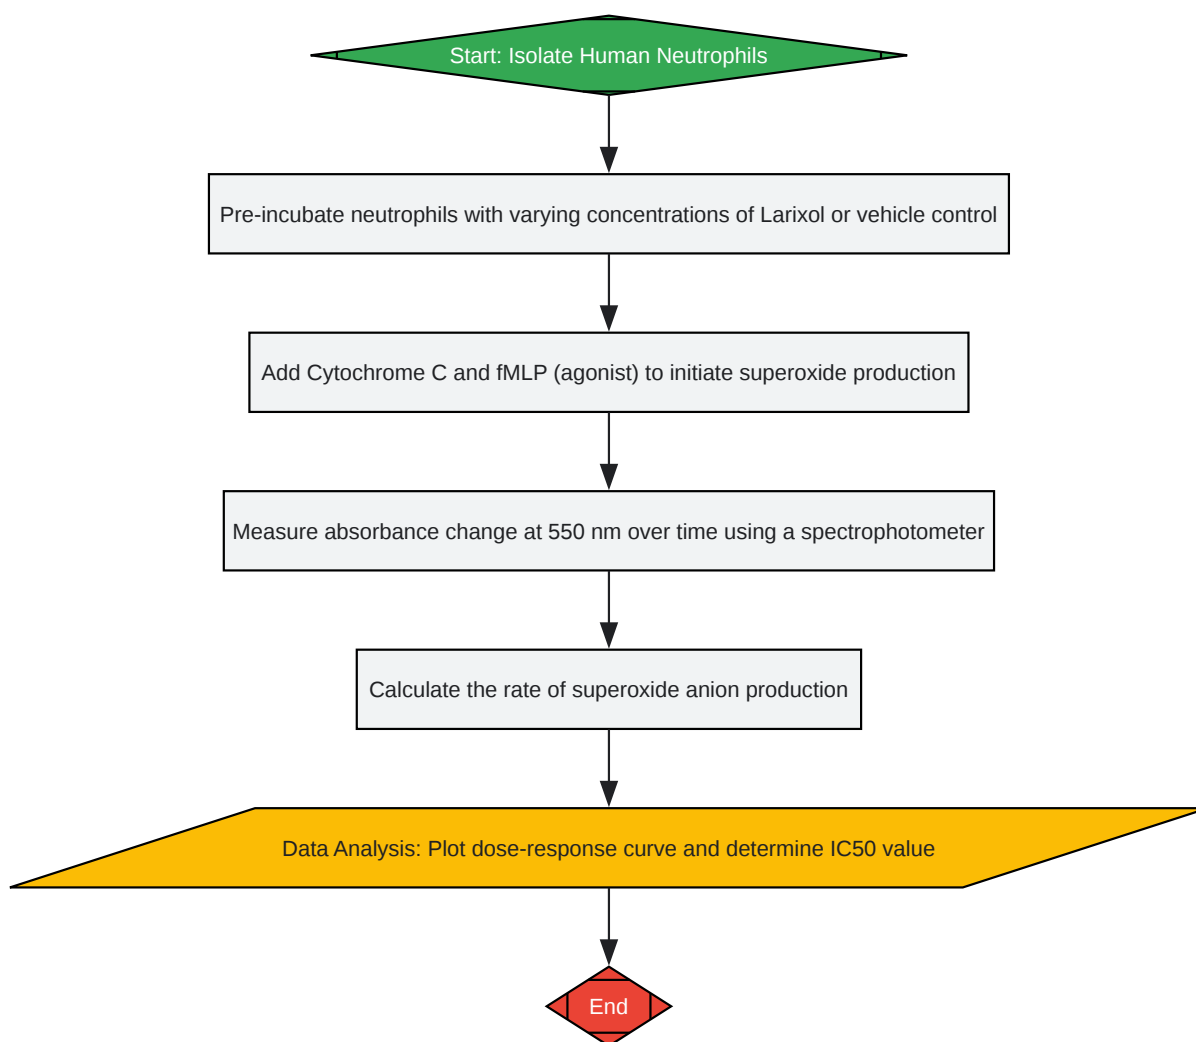 Start: Isolate Human Neutrophils
Pre-incubate neutrophils with varying concentrations of Larixol or vehicle control
Add Cytochrome C and fMLP (agonist) to initiate superoxide production
Measure absorbance change at 550 nm over time using a spectrophotometer
Calculate the rate of superoxide anion production
Data Analysis: Plot dose-response curve and determine IC50 value
End